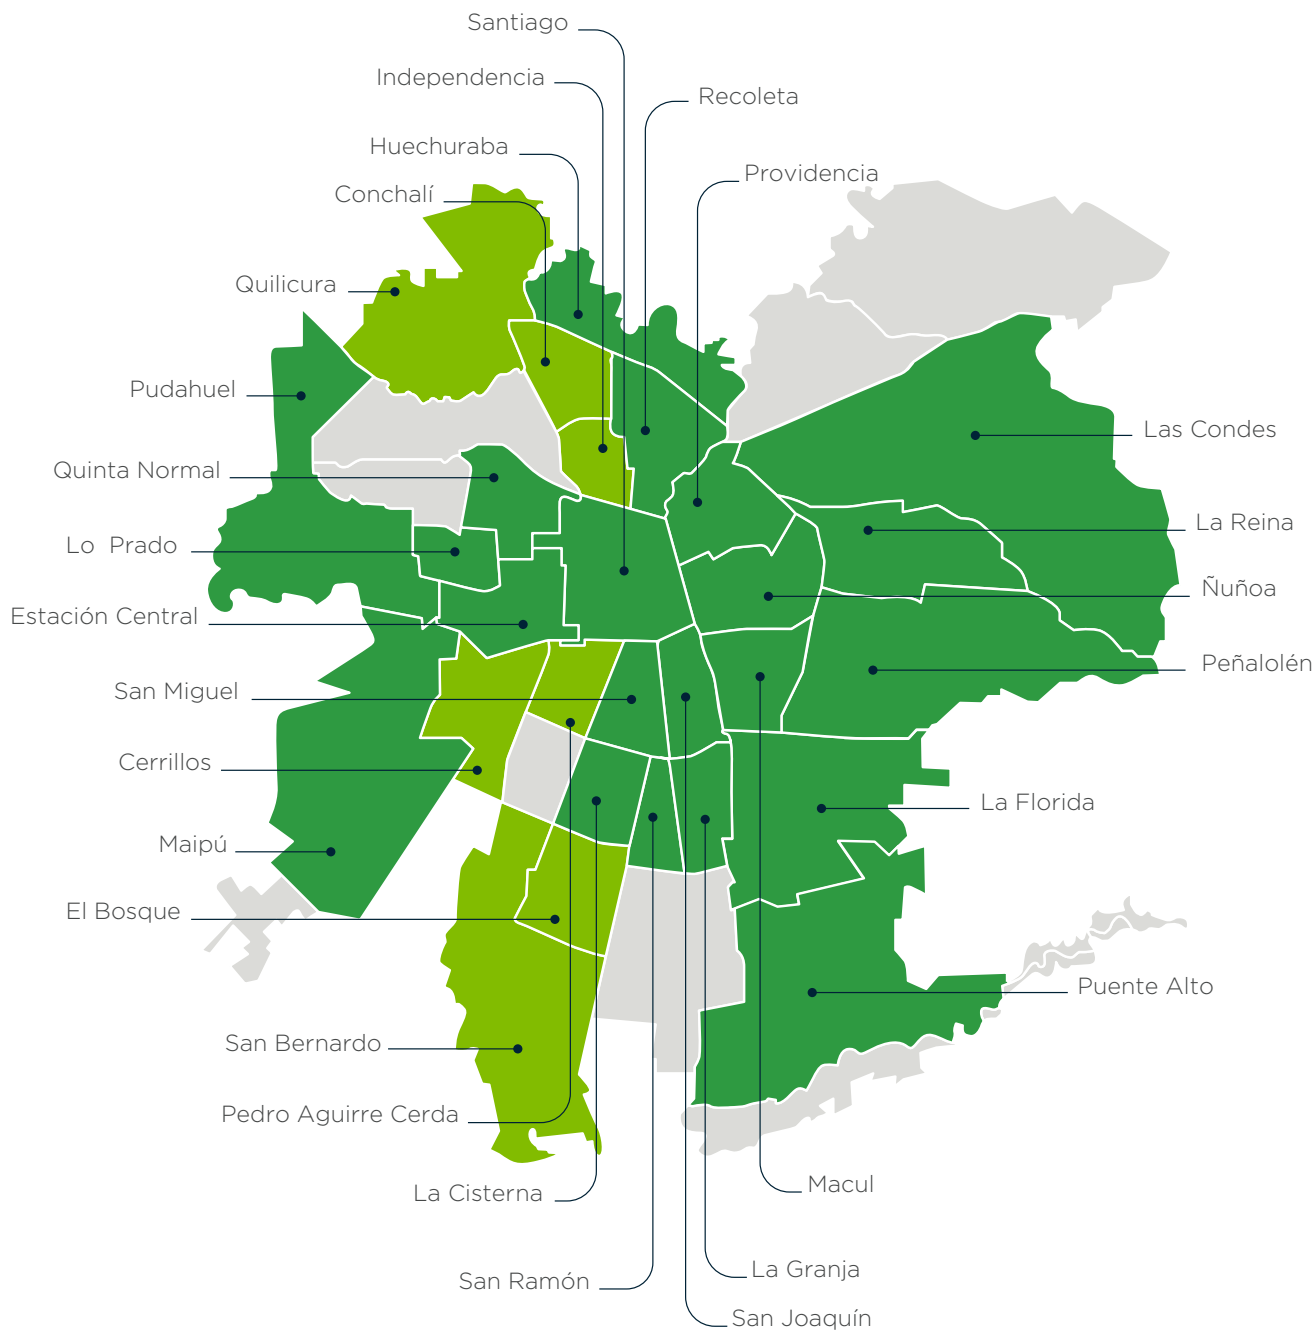 Santiago
Independencia
Recoleta
Huechuraba
Providencia
Conchalí
Quilicura
Pudahuel
Las Condes
Quinta Normal
La Reina
Lo Prado
Ñuñoa
Estación Central
Peñalolén
San Miguel
Cerrillos
La Florida
Maipú
El Bosque
Puente Alto
San Bernardo
Pedro Aguirre Cerda
Macul
La Cisterna
La Granja
San Ramón
San Joaquín